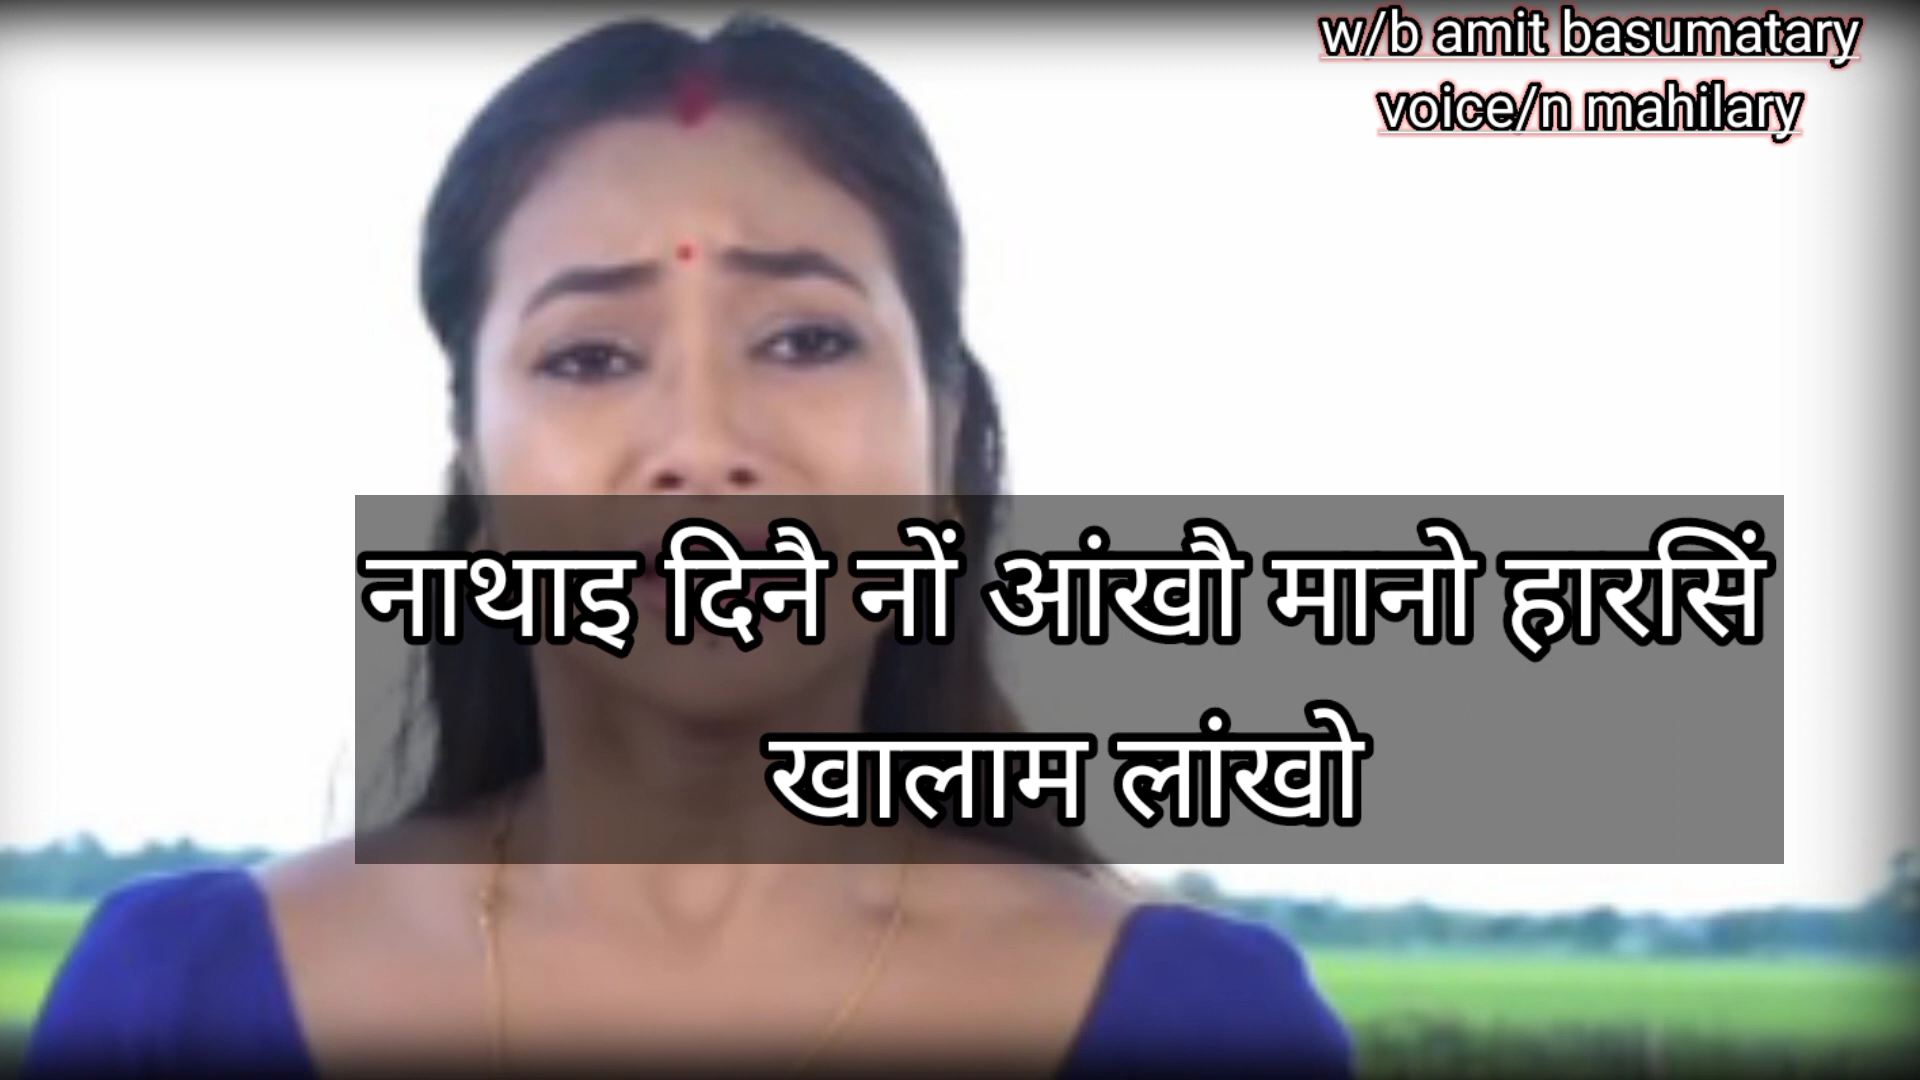 w/b amit basumatary
voice/n mahilary
नाथाइ दिनै नों आंखौ मानो हारसिं
खालाम लांखो